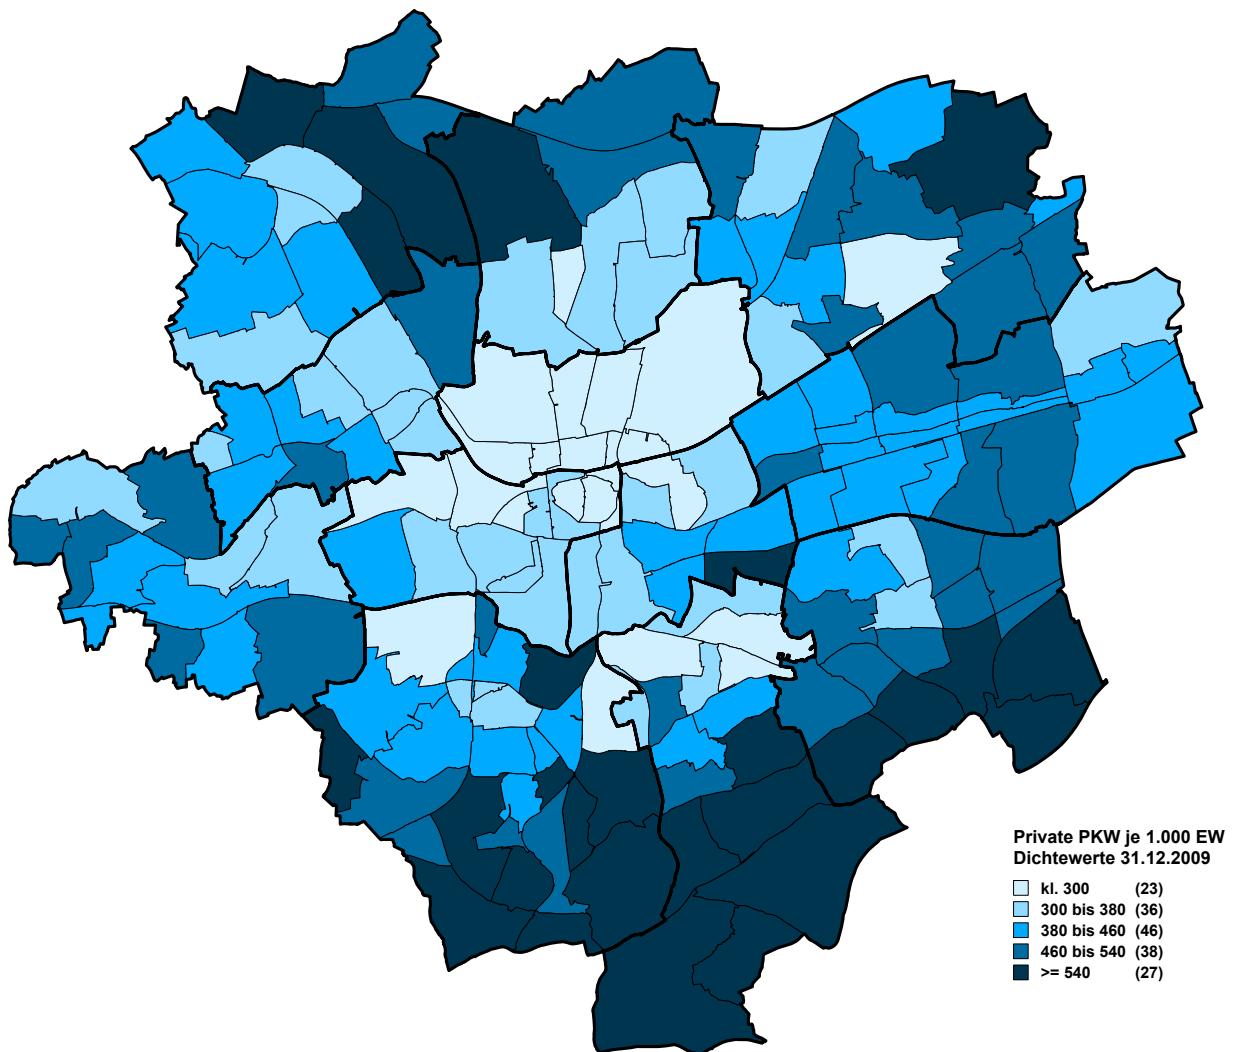 Private PKW je 1.000 EW
Dichtewerte 31.12.2009
kl. 300 (23)
300 bis 380 (36)
380 bis 460 (46)
460 bis 540 (38)
>= 540 (27)